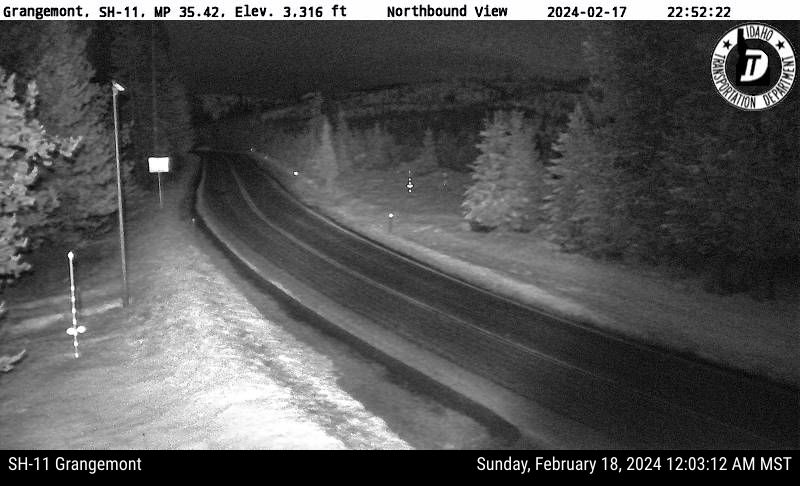 Grangemont, SH-11, MP 35.42, Elev. 3,316 ft Northbound View 2024-02-17 22:52:22
IDAHO
TRANSPORTATION DEPARTMENT
SH-11 Grangemont Sunday, February 18, 2024 12:03:12 AM MST